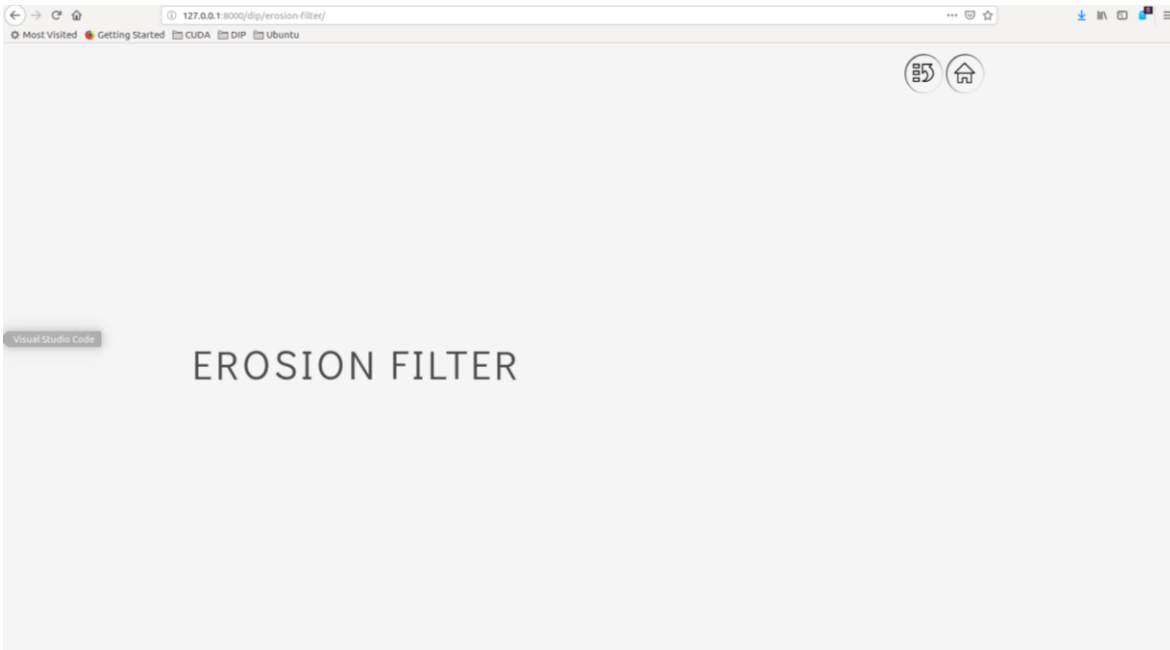 127.0.0.1:8000/dip/erosion-filter/
Most Visited Getting Started CUDA DIP Ubuntu
Visual Studio Code
EROSION FILTER